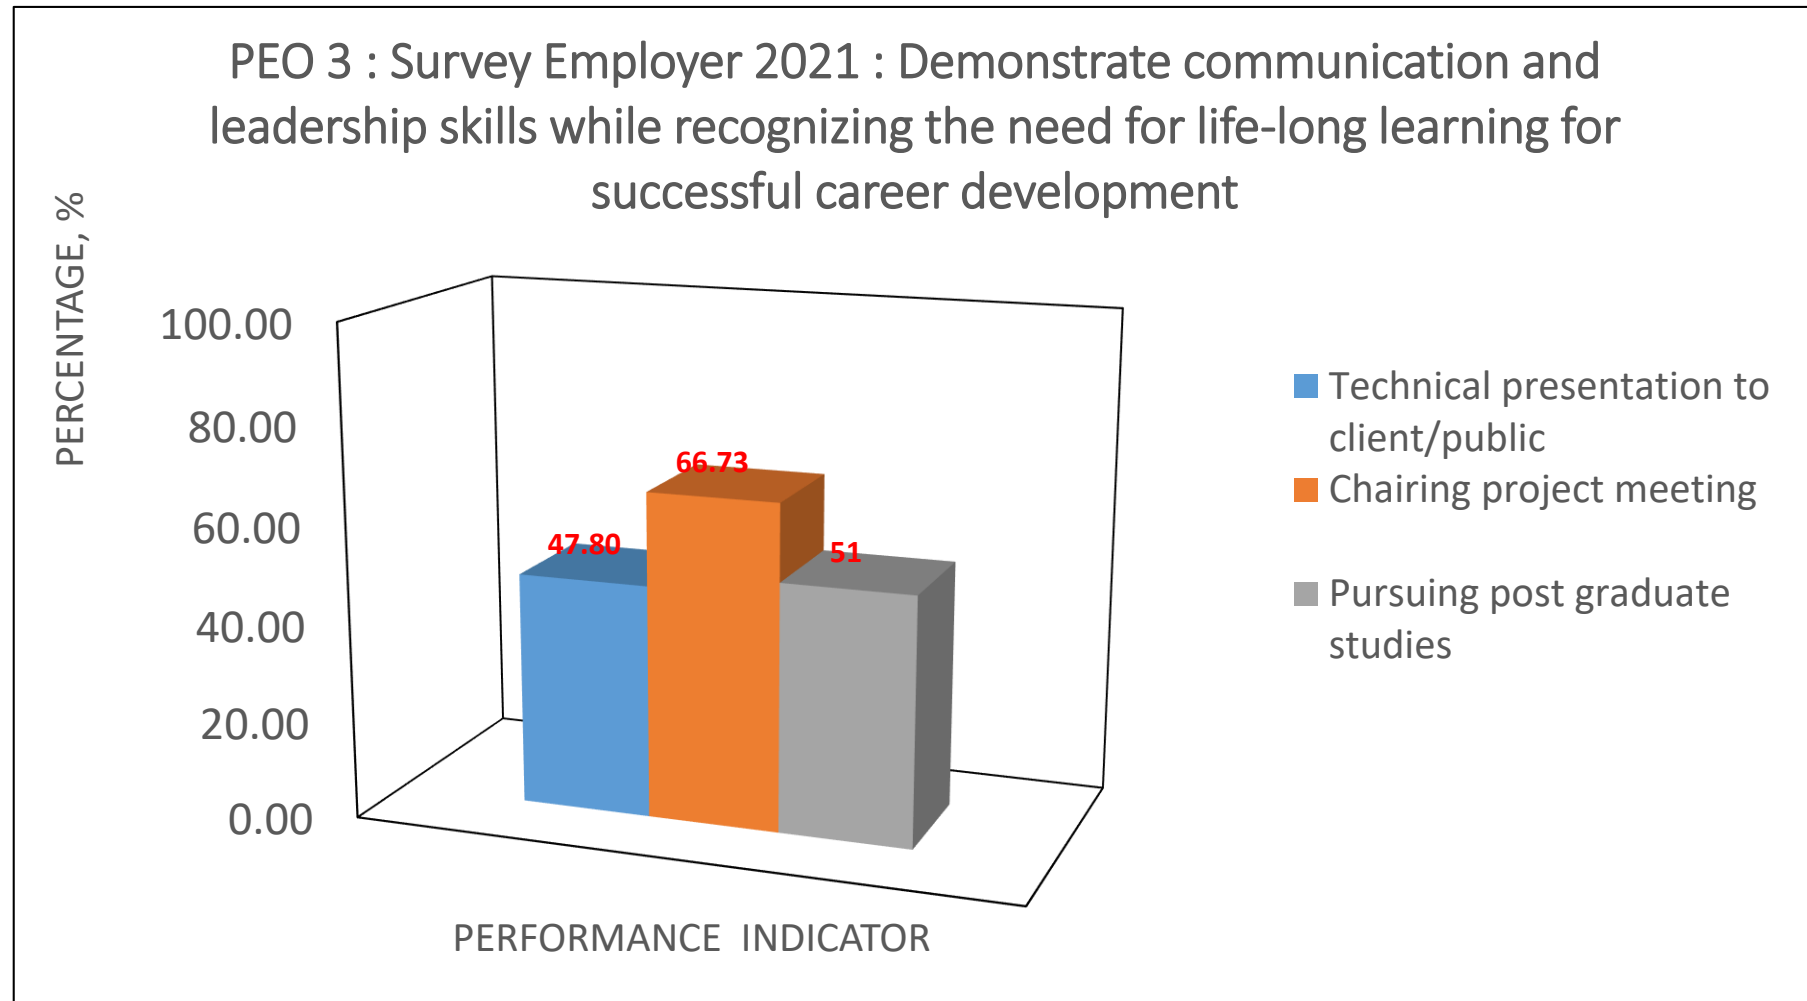 PEO 3 : Survey Employer 2021 : Demonstrate communication and
leadership skills while recognizing the need for life-long learning for
successful career development
PERCENTAGE, %
100.00
80.00
60.00
40.00
20.00
0.00
47.80
66.73
51
PERFORMANCE INDICATOR
Technical presentation to
client/public
Chairing project meeting
Pursuing post graduate
studies